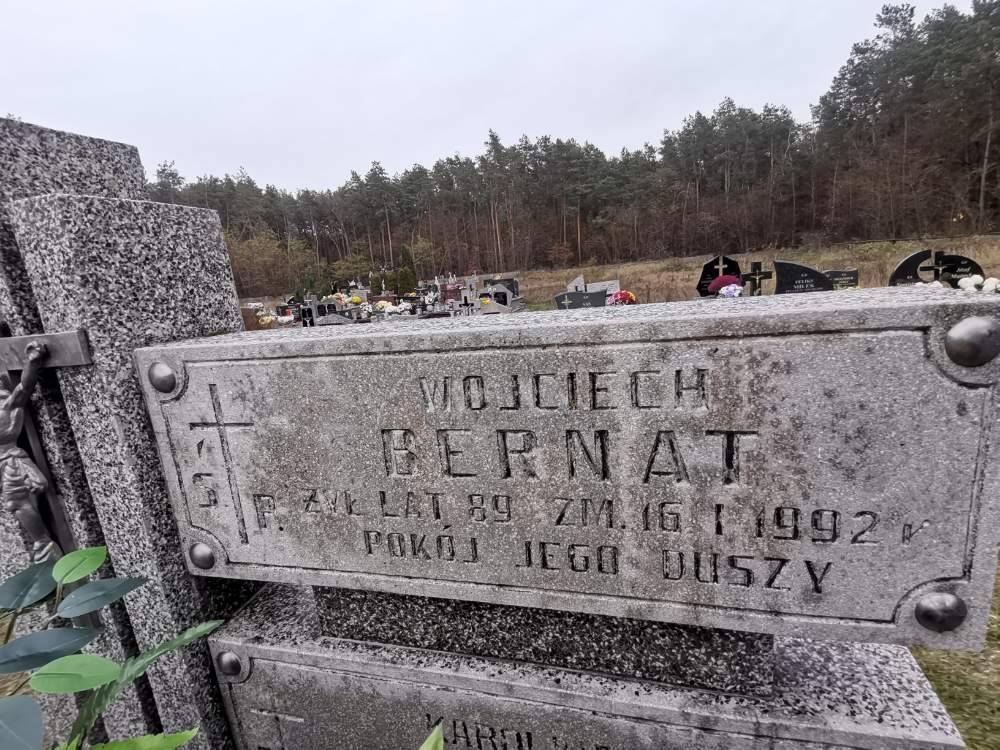 WOJCIECH
BERNAT
Ś. P. ŻYŁ LAT 89 ZM. 16 I 1992 r
POKÓJ JEGO DUSZY